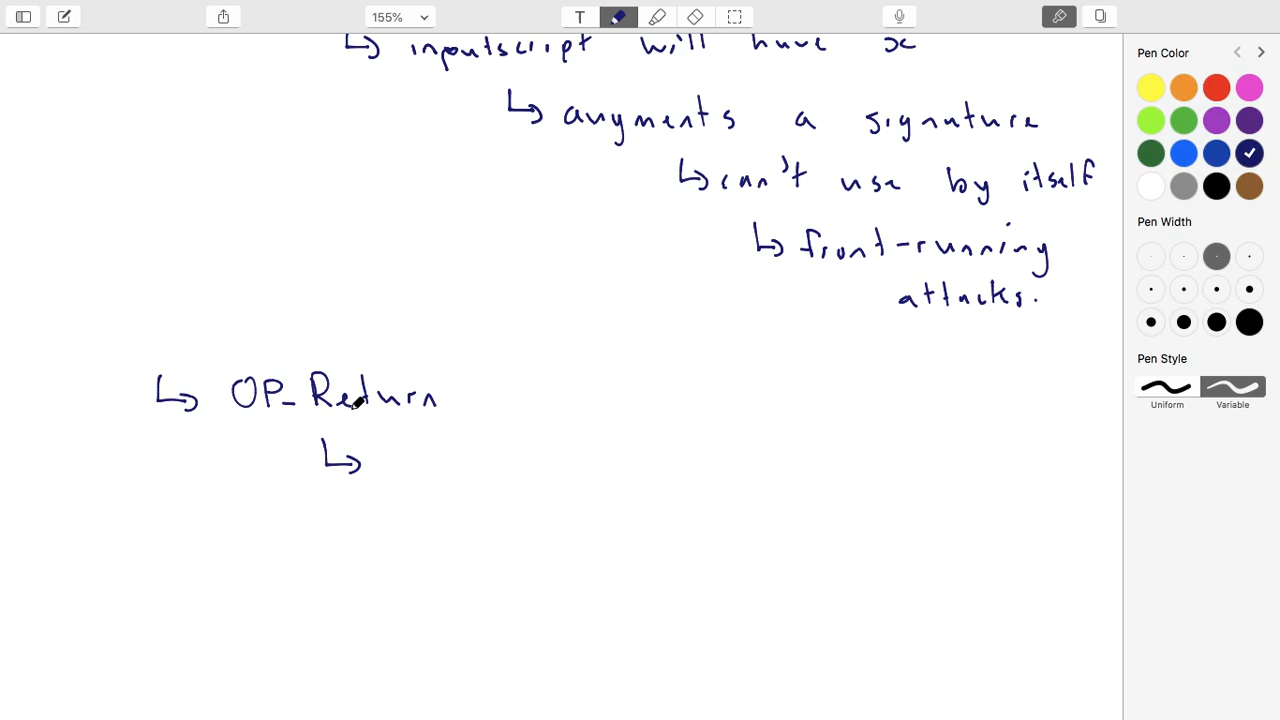 155%
T
↳ inputscript will have x
↳ augments a signature
↳ can't use by itself
↳ front-running
attacks.
↳ OP_Return
↳
Pen Color
Pen Width
Pen Style
Uniform Variable